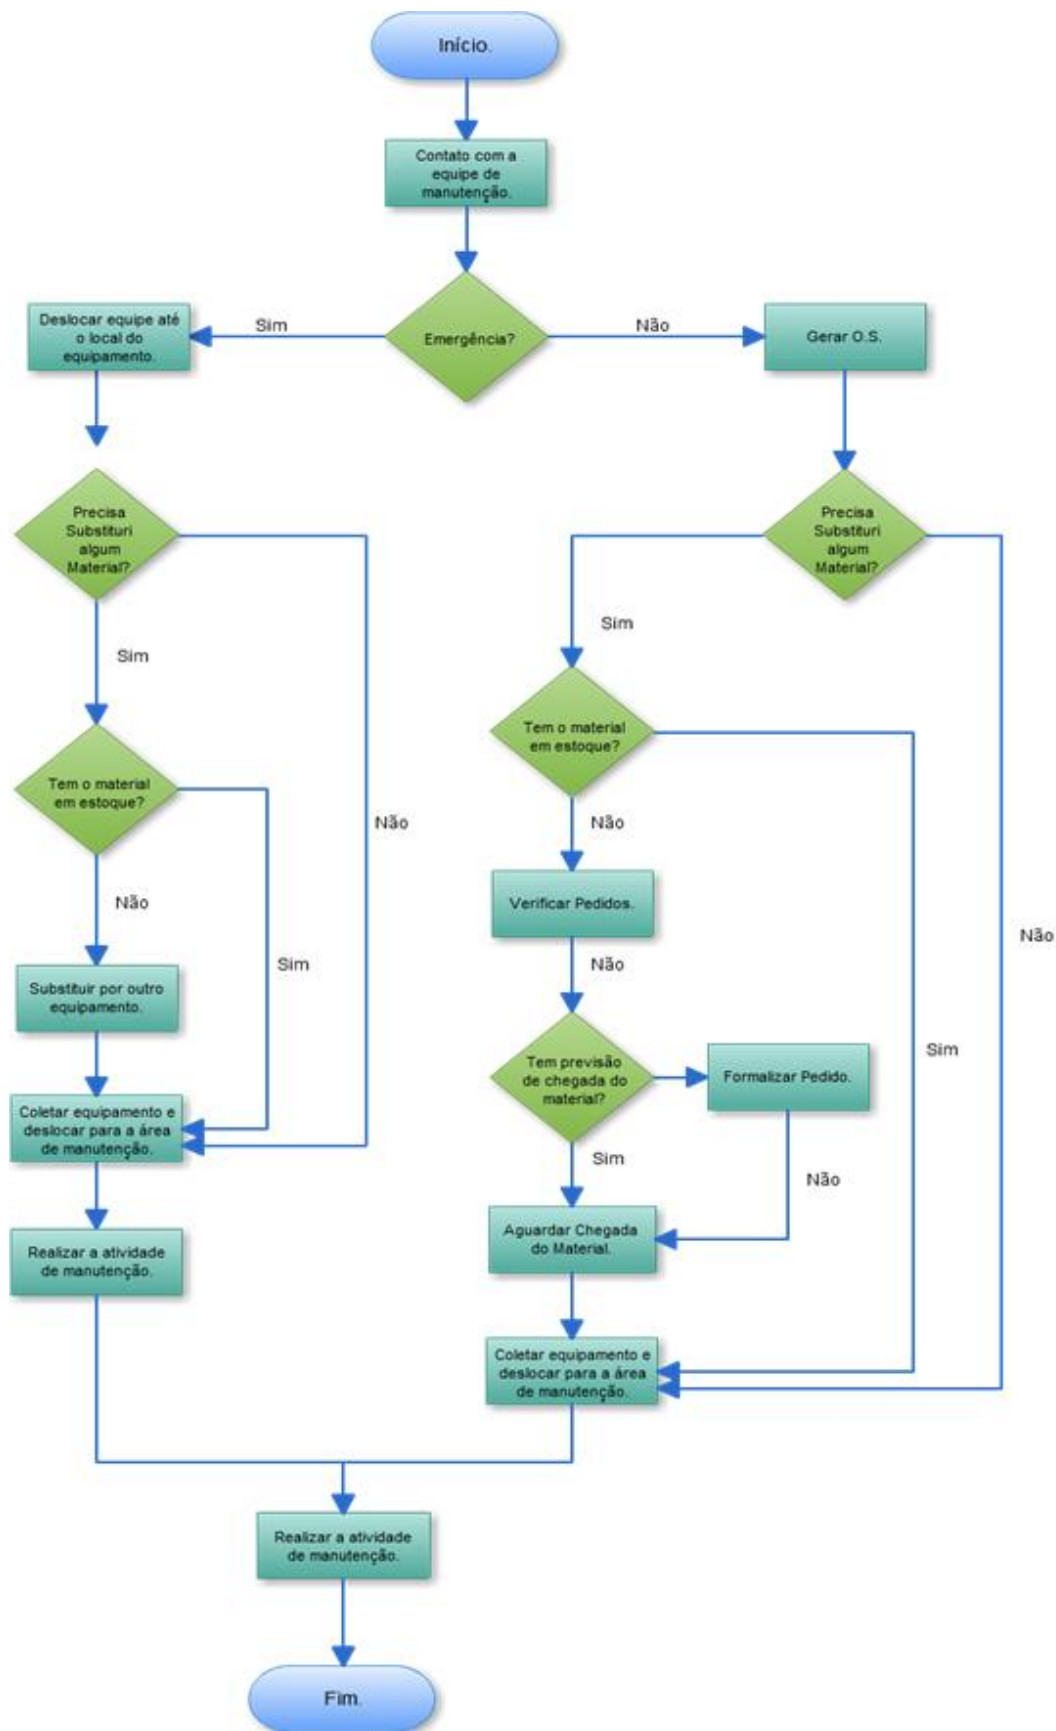 Início.
Contato com a
equipe de
manutenção.
Deslocar equipe até
o local do
equipamento.
Sim
Emergência?
Não
Gerar O.S.
Precisa
Substituri
algum
Material?
Precisa
Substituri
algum
Material?
Sim
Sim
Tem o material
em estoque?
Tem o material
em estoque?
Não
Não
Não
Verificar Pedidos.
Não
Sim
Não
Substituir por outro
equipamento.
Não
Sim
Tem previsão
de chegada do
material?
Formalizar Pedido.
Coletar equipamento e
deslocar para a área
de manutenção.
Sim
Não
Realizar a atividade
de manutenção.
Aguardar Chegada
do Material.
Coletar equipamento e
deslocar para a área
de manutenção.
Realizar a atividade
de manutenção.
Fim.